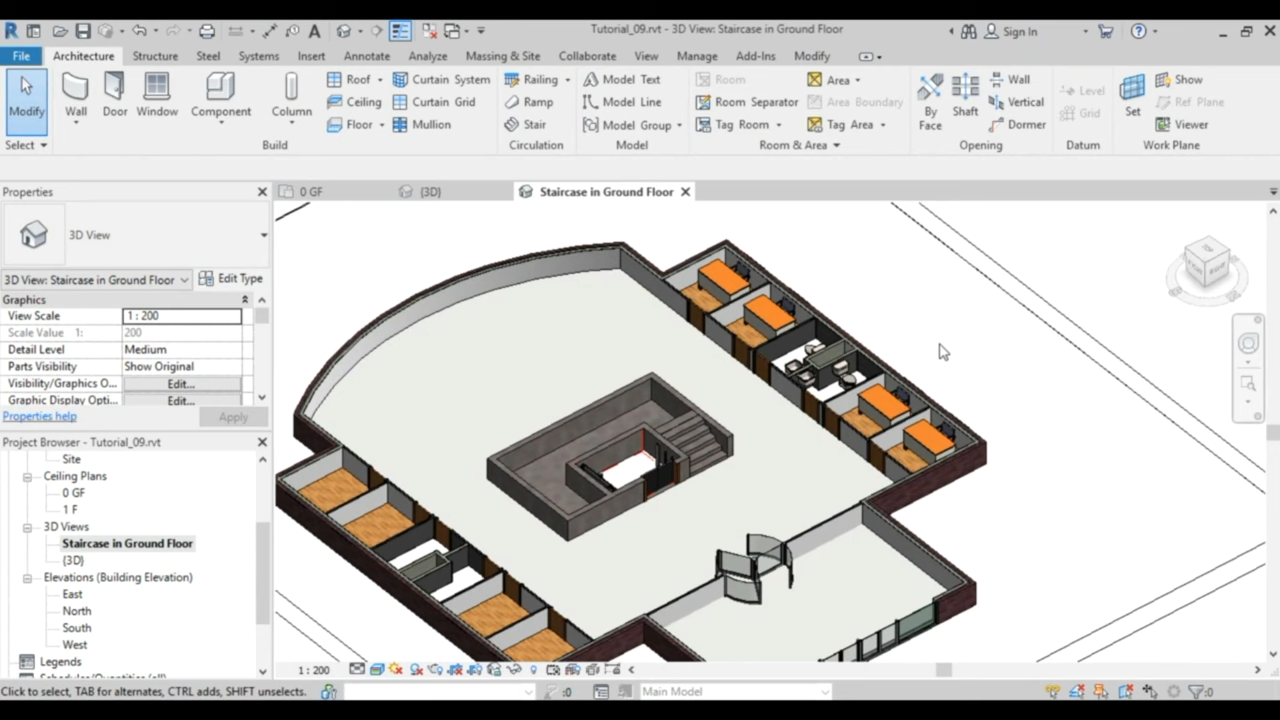 Tutorial_09.rvt - 3D View: Staircase in Ground Floor
Sign In
File Architecture Structure Steel Systems Insert Annotate Analyze Massing & Site Collaborate View Manage Add-Ins Modify
Modify Wall Door Window Component Column
Roof Curtain System Railing Model Text Room Area Wall Show
Ceiling Curtain Grid Ramp Model Line Room Separator Area Boundary Vertical Ref Plane
Floor Mullion Stair Model Group Tag Room Tag Area Dormer Viewer
By Face Shaft Level Grid Set
Select Build Circulation Model Room & Area Opening Datum Work Plane
Properties
0 GF {3D} Staircase in Ground Floor
3D View
3D View: Staircase in Ground Floor Edit Type
Graphics
View Scale 1 : 200
Scale Value 1: 200
Detail Level Medium
Parts Visibility Show Original
Visibility/Graphics O... Edit...
Graphic Display Opti... Edit...
Properties help Apply
Project Browser - Tutorial_09.rvt
Site
Ceiling Plans
0 GF
1 F
3D Views
Staircase in Ground Floor
{3D}
Elevations (Building Elevation)
East
North
South
West
Legends
TOP
1 : 200
Click to select, TAB for alternates, CTRL adds, SHIFT unselects. :0 Main Model :0